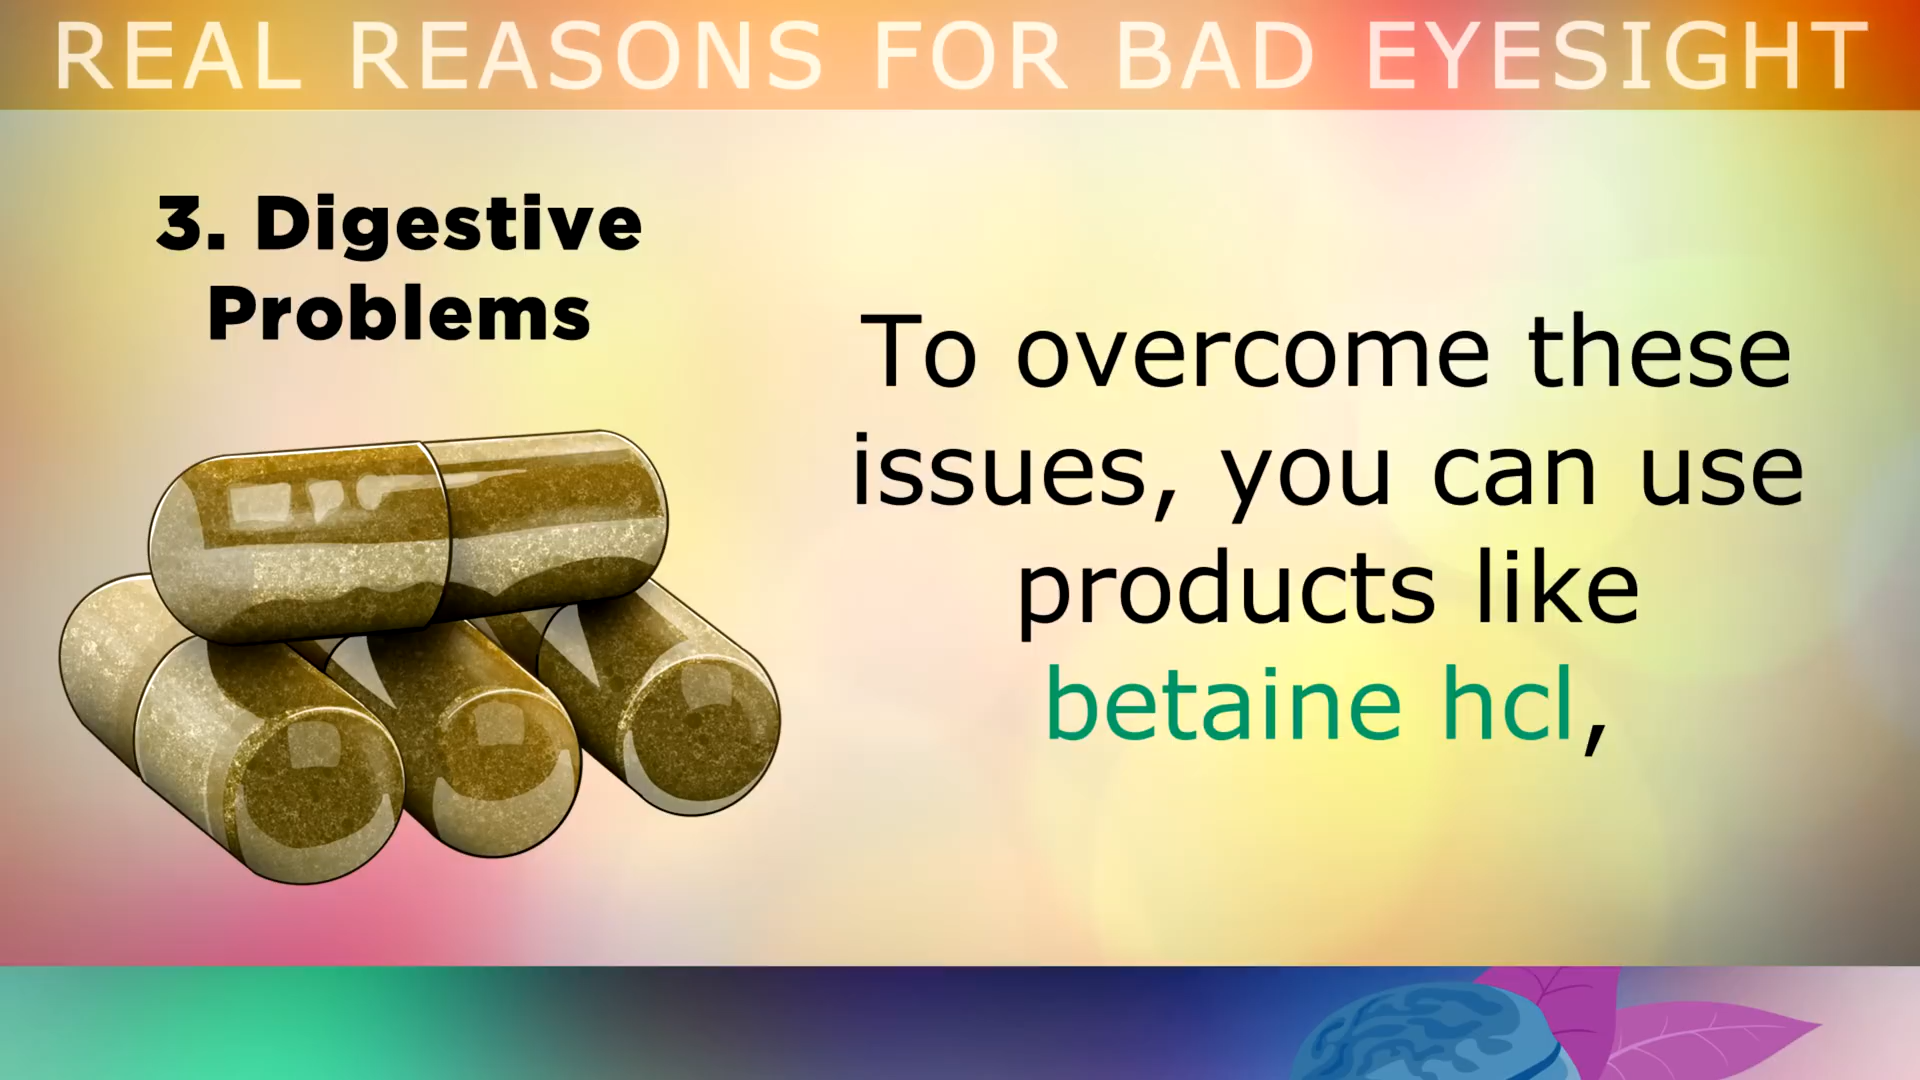 REAL REASONS FOR BAD EYESIGHT
3. Digestive
Problems
To overcome these
issues, you can use
products like
betaine hcl,